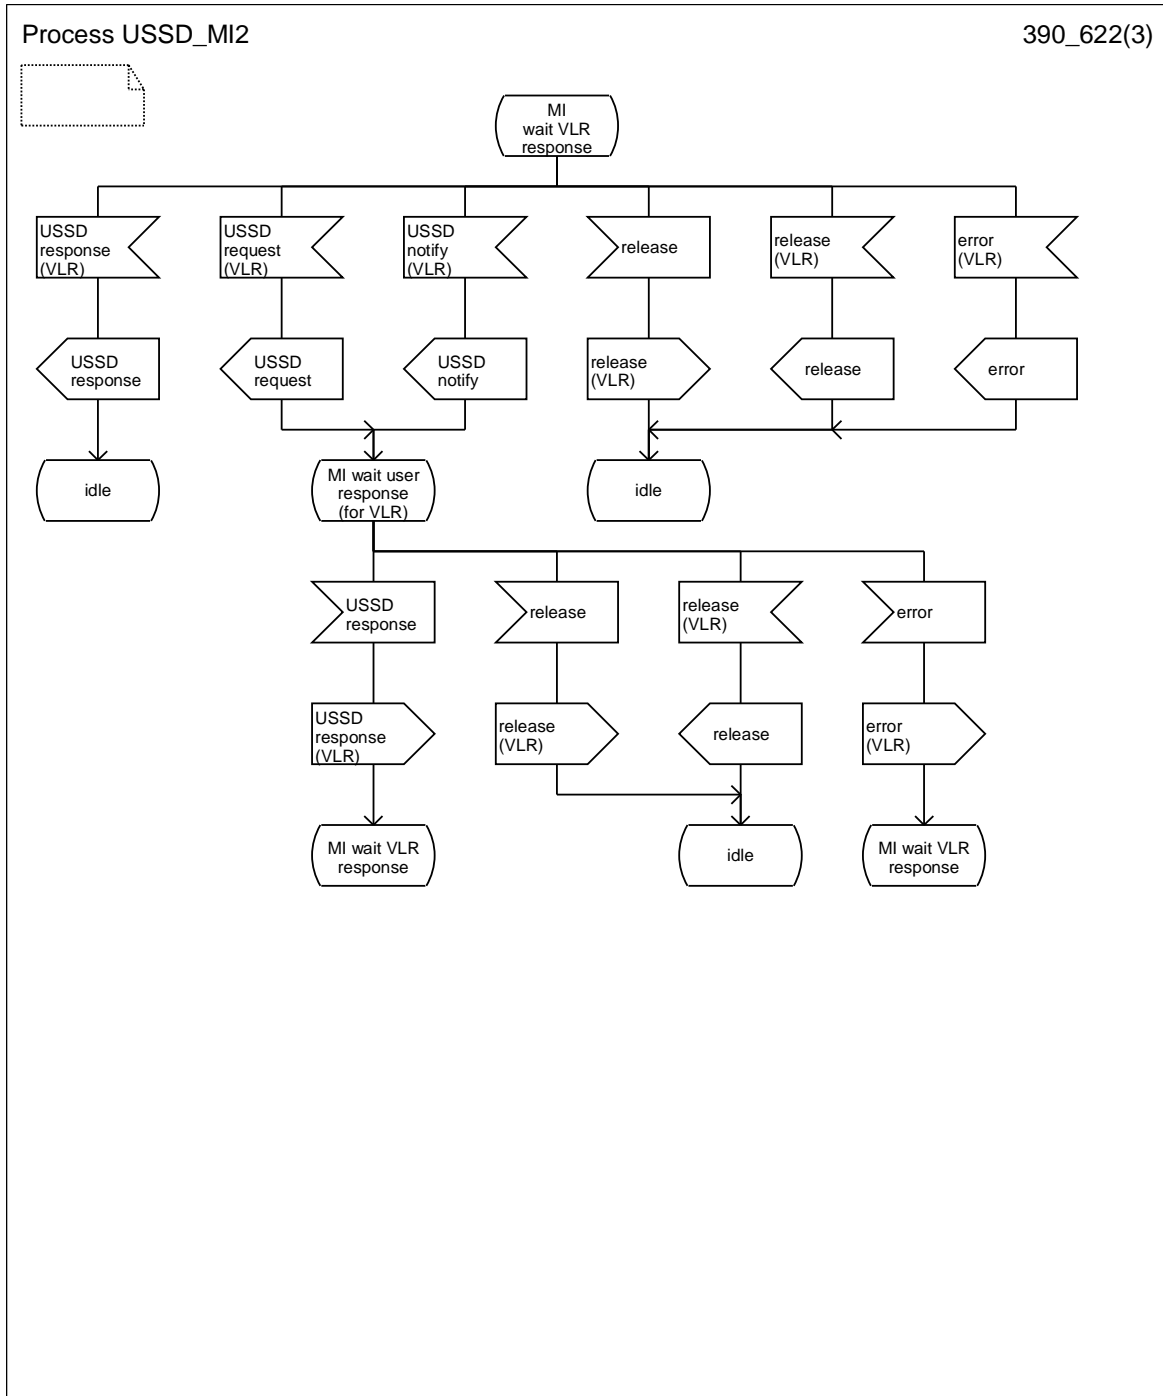 Process USSD_MI2
390_622(3)
MI
wait VLR
response
USSD
response
(VLR)
USSD
request
(VLR)
USSD
notify
(VLR)
release
release
(VLR)
error
(VLR)
USSD
response
USSD
request
USSD
notify
release
(VLR)
release
error
idle
MI wait user
response
(for VLR)
idle
USSD
response
release
release
(VLR)
error
USSD
response
(VLR)
release
(VLR)
release
error
(VLR)
MI wait VLR
response
idle
MI wait VLR
response